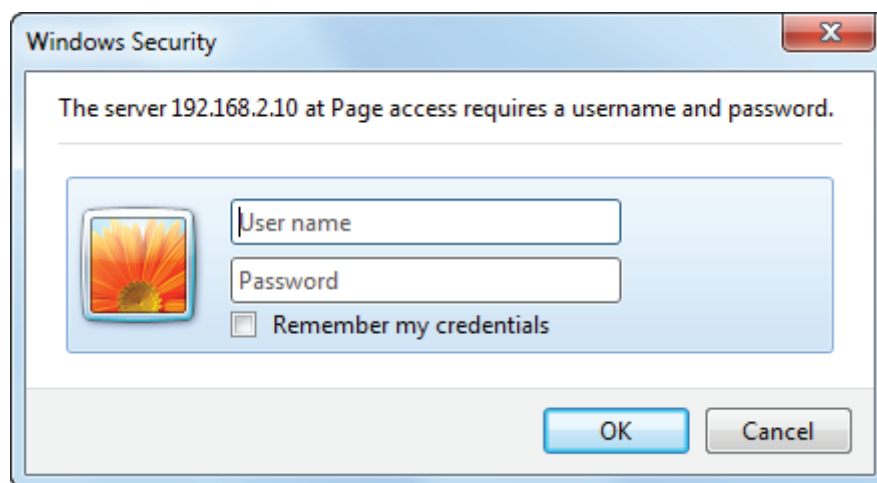 Windows Security
The server 192.168.2.10 at Page access requires a username and password.
User name
Password
Remember my credentials
OK
Cancel